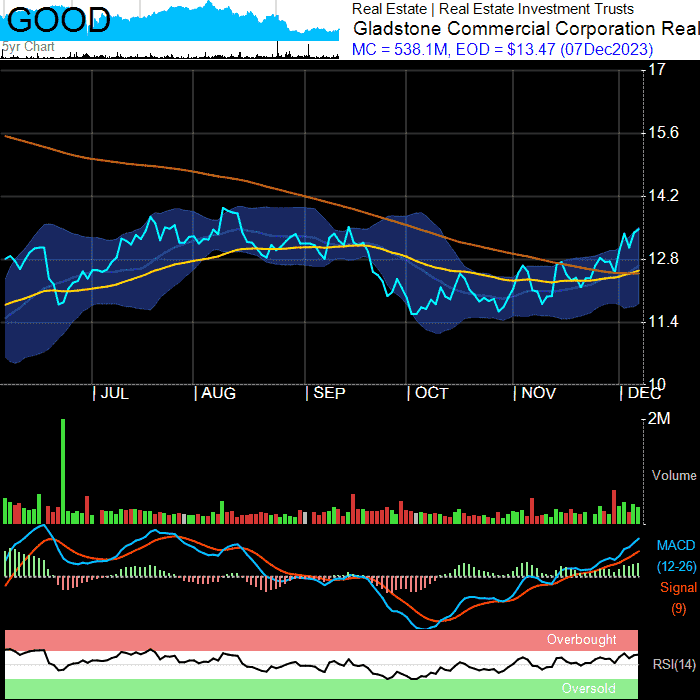 GOOD
5yr Chart
Real Estate | Real Estate Investment Trusts
Gladstone Commercial Corporation Real
MC = 538.1M, EOD = $13.47 (07Dec2023)
17
15.6
14.2
12.8
11.4
10
| JUL | AUG | SEP | OCT | NOV | DEC
2M
Volume
MACD
(12-26)
Signal
(9)
Overbought
RSI(14)
Oversold